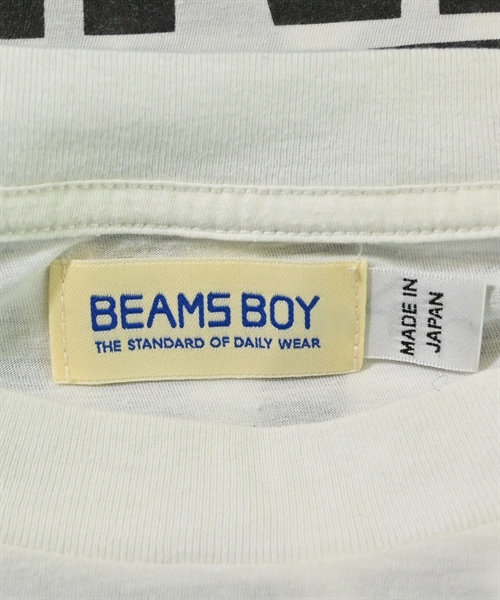 BEAMS BOY
THE STANDARD OF DAILY WEAR
MADE IN
JAPAN